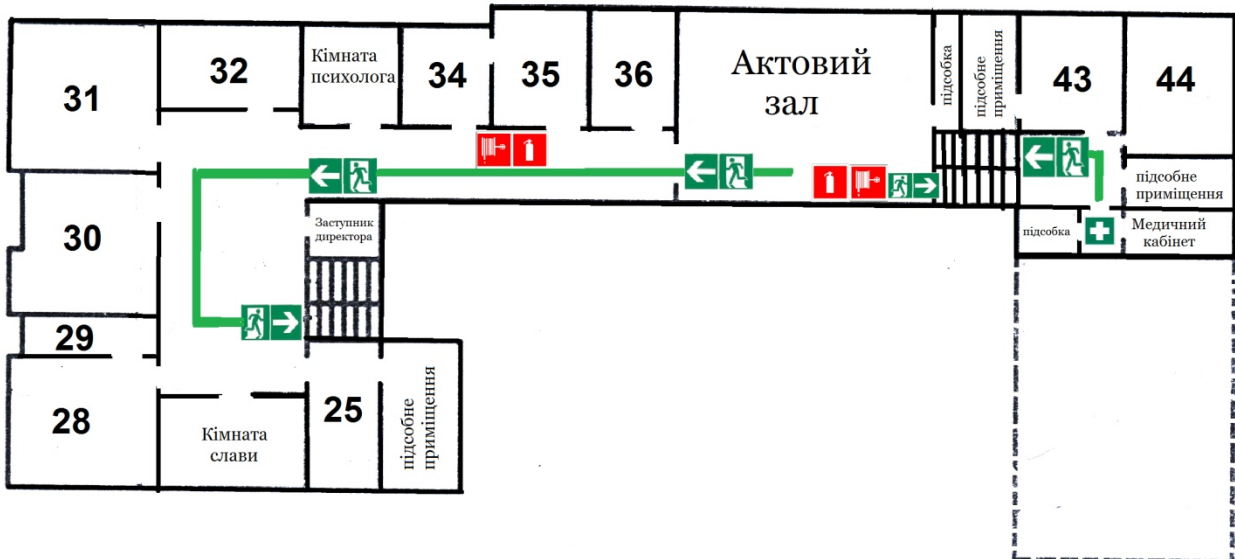 31
32
Кімната
психолога
34
35
36
Актовий
зал
підсобка
підсобне
приміщення
43
44
підсобне
приміщення
Заступник
директора
підсобка
Медичний
кабінет
30
29
28
Кімната
слави
25
підсобне
приміщення